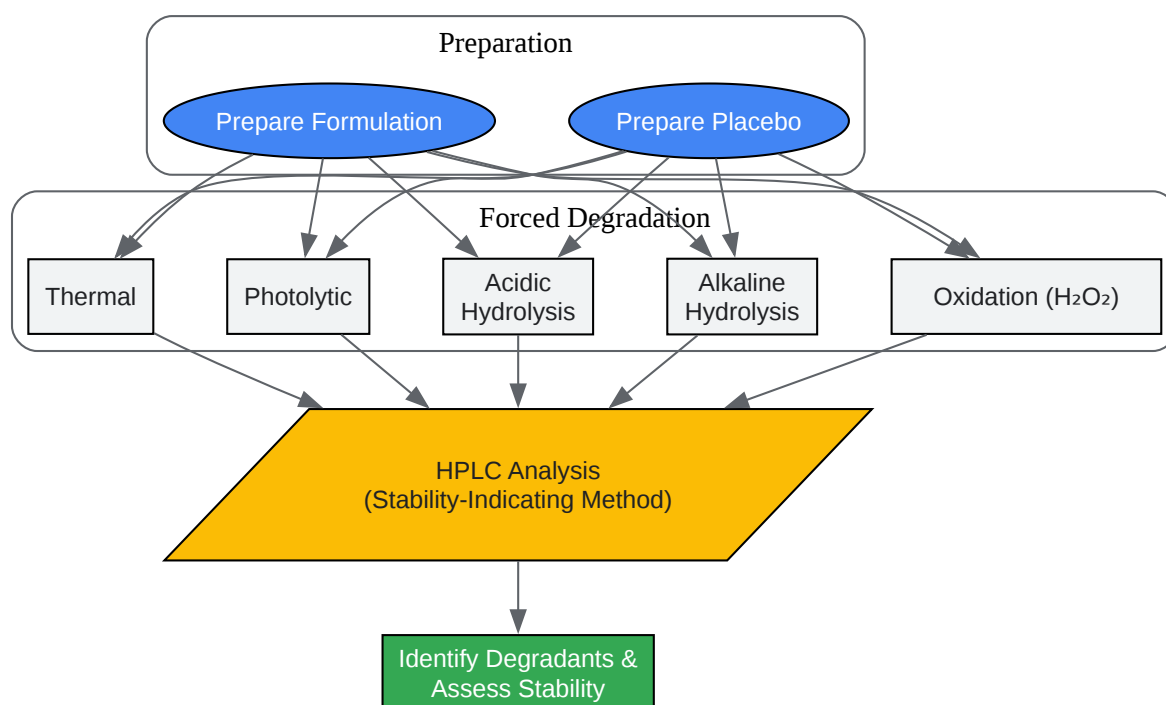 Preparation
Prepare Formulation
Prepare Placebo
Forced Degradation
Thermal
Photolytic
Acidic
Hydrolysis
Alkaline
Hydrolysis
Oxidation (H₂O₂)
HPLC Analysis
(Stability-Indicating Method)
Identify Degradants &
Assess Stability